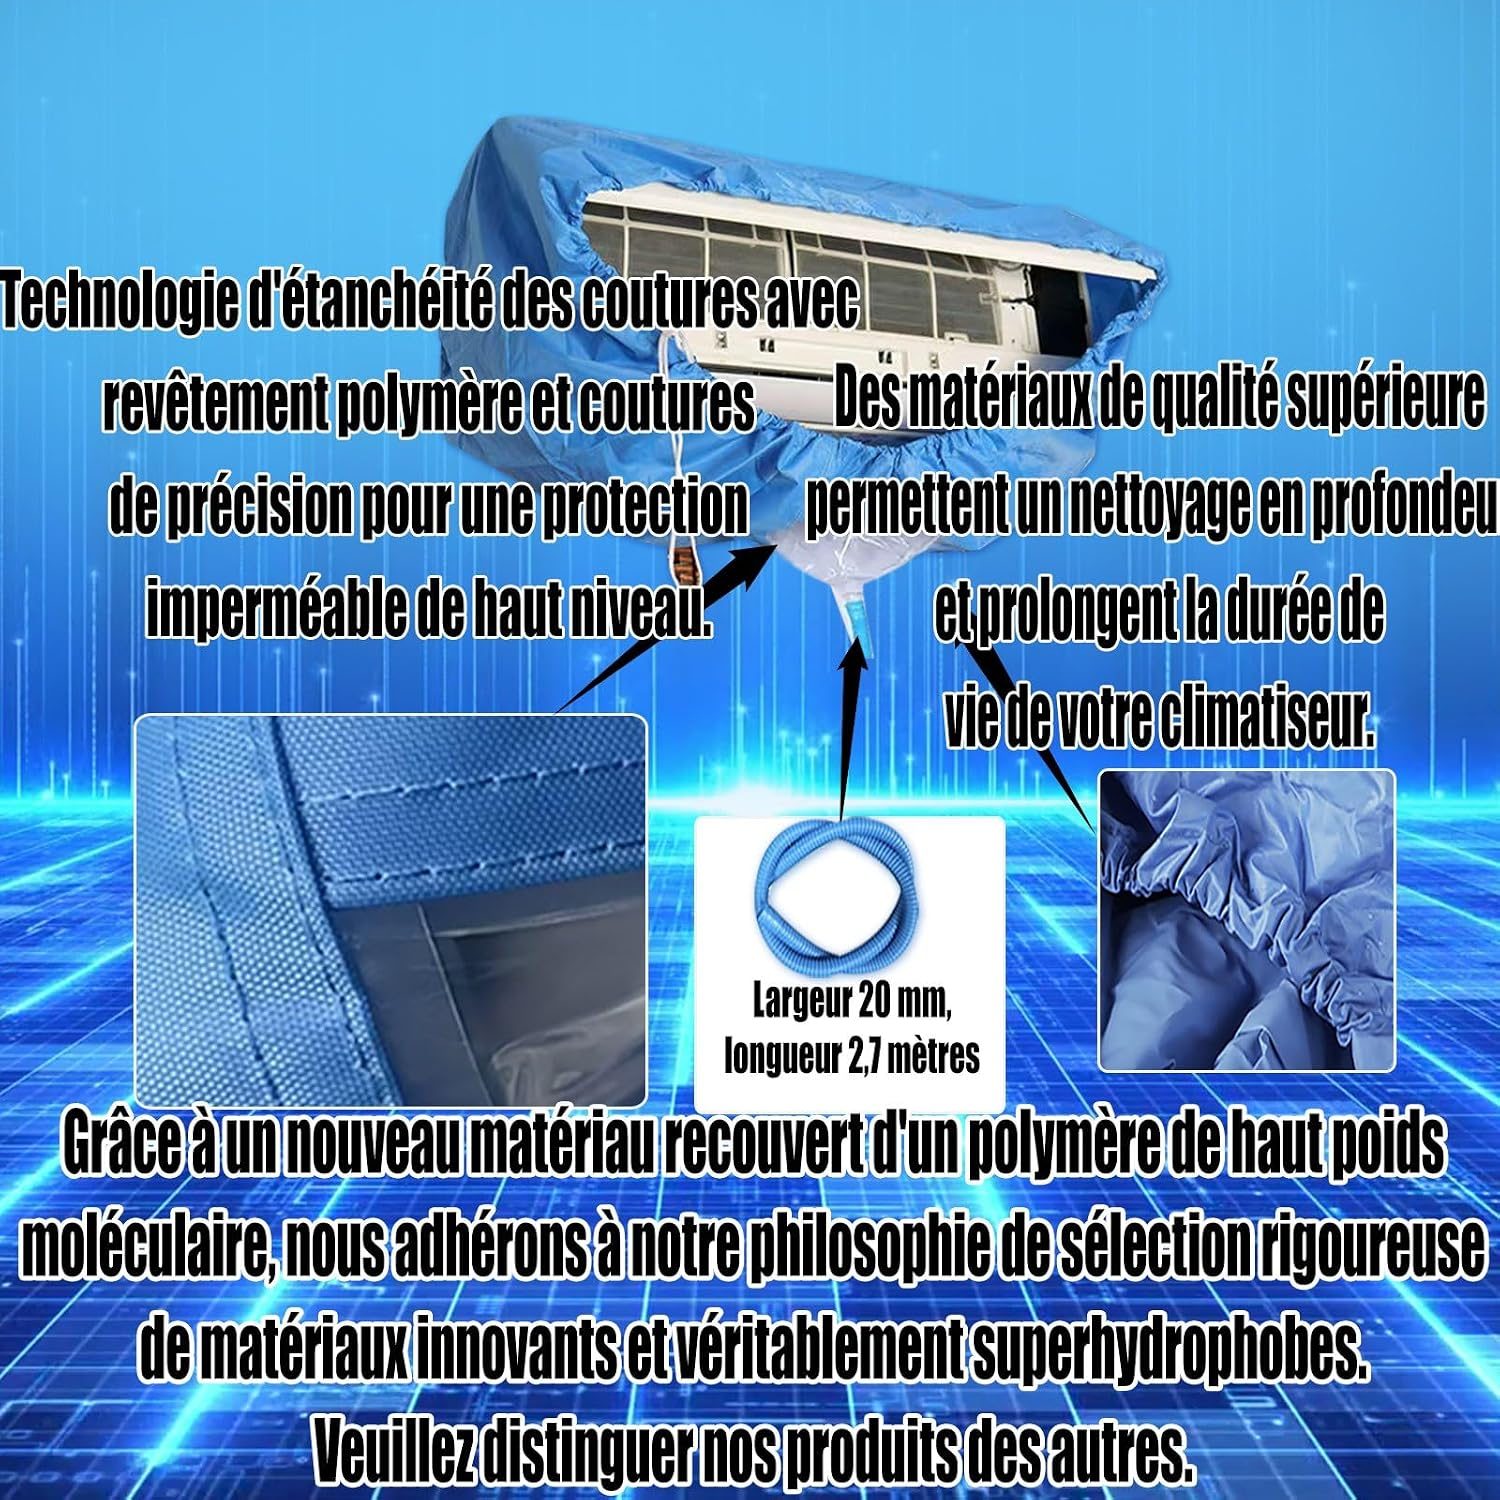 Technologie d'étanchéité des coutures avec
revêtement polymère et coutures
de précision pour une protection
imperméable de haut niveau.
Des matériaux de qualité supérieure
permettent un nettoyage en profondeu
et prolongent la durée de
vie de votre climatiseur.
Largeur 20 mm,
longueur 2,7 mètres
Grâce à un nouveau matériau recouvert d'un polymère de haut poids
moléculaire, nous adhérons à notre philosophie de sélection rigoureuse
de matériaux innovants et véritablement superhydrophobes.
Veuillez distinguer nos produits des autres.